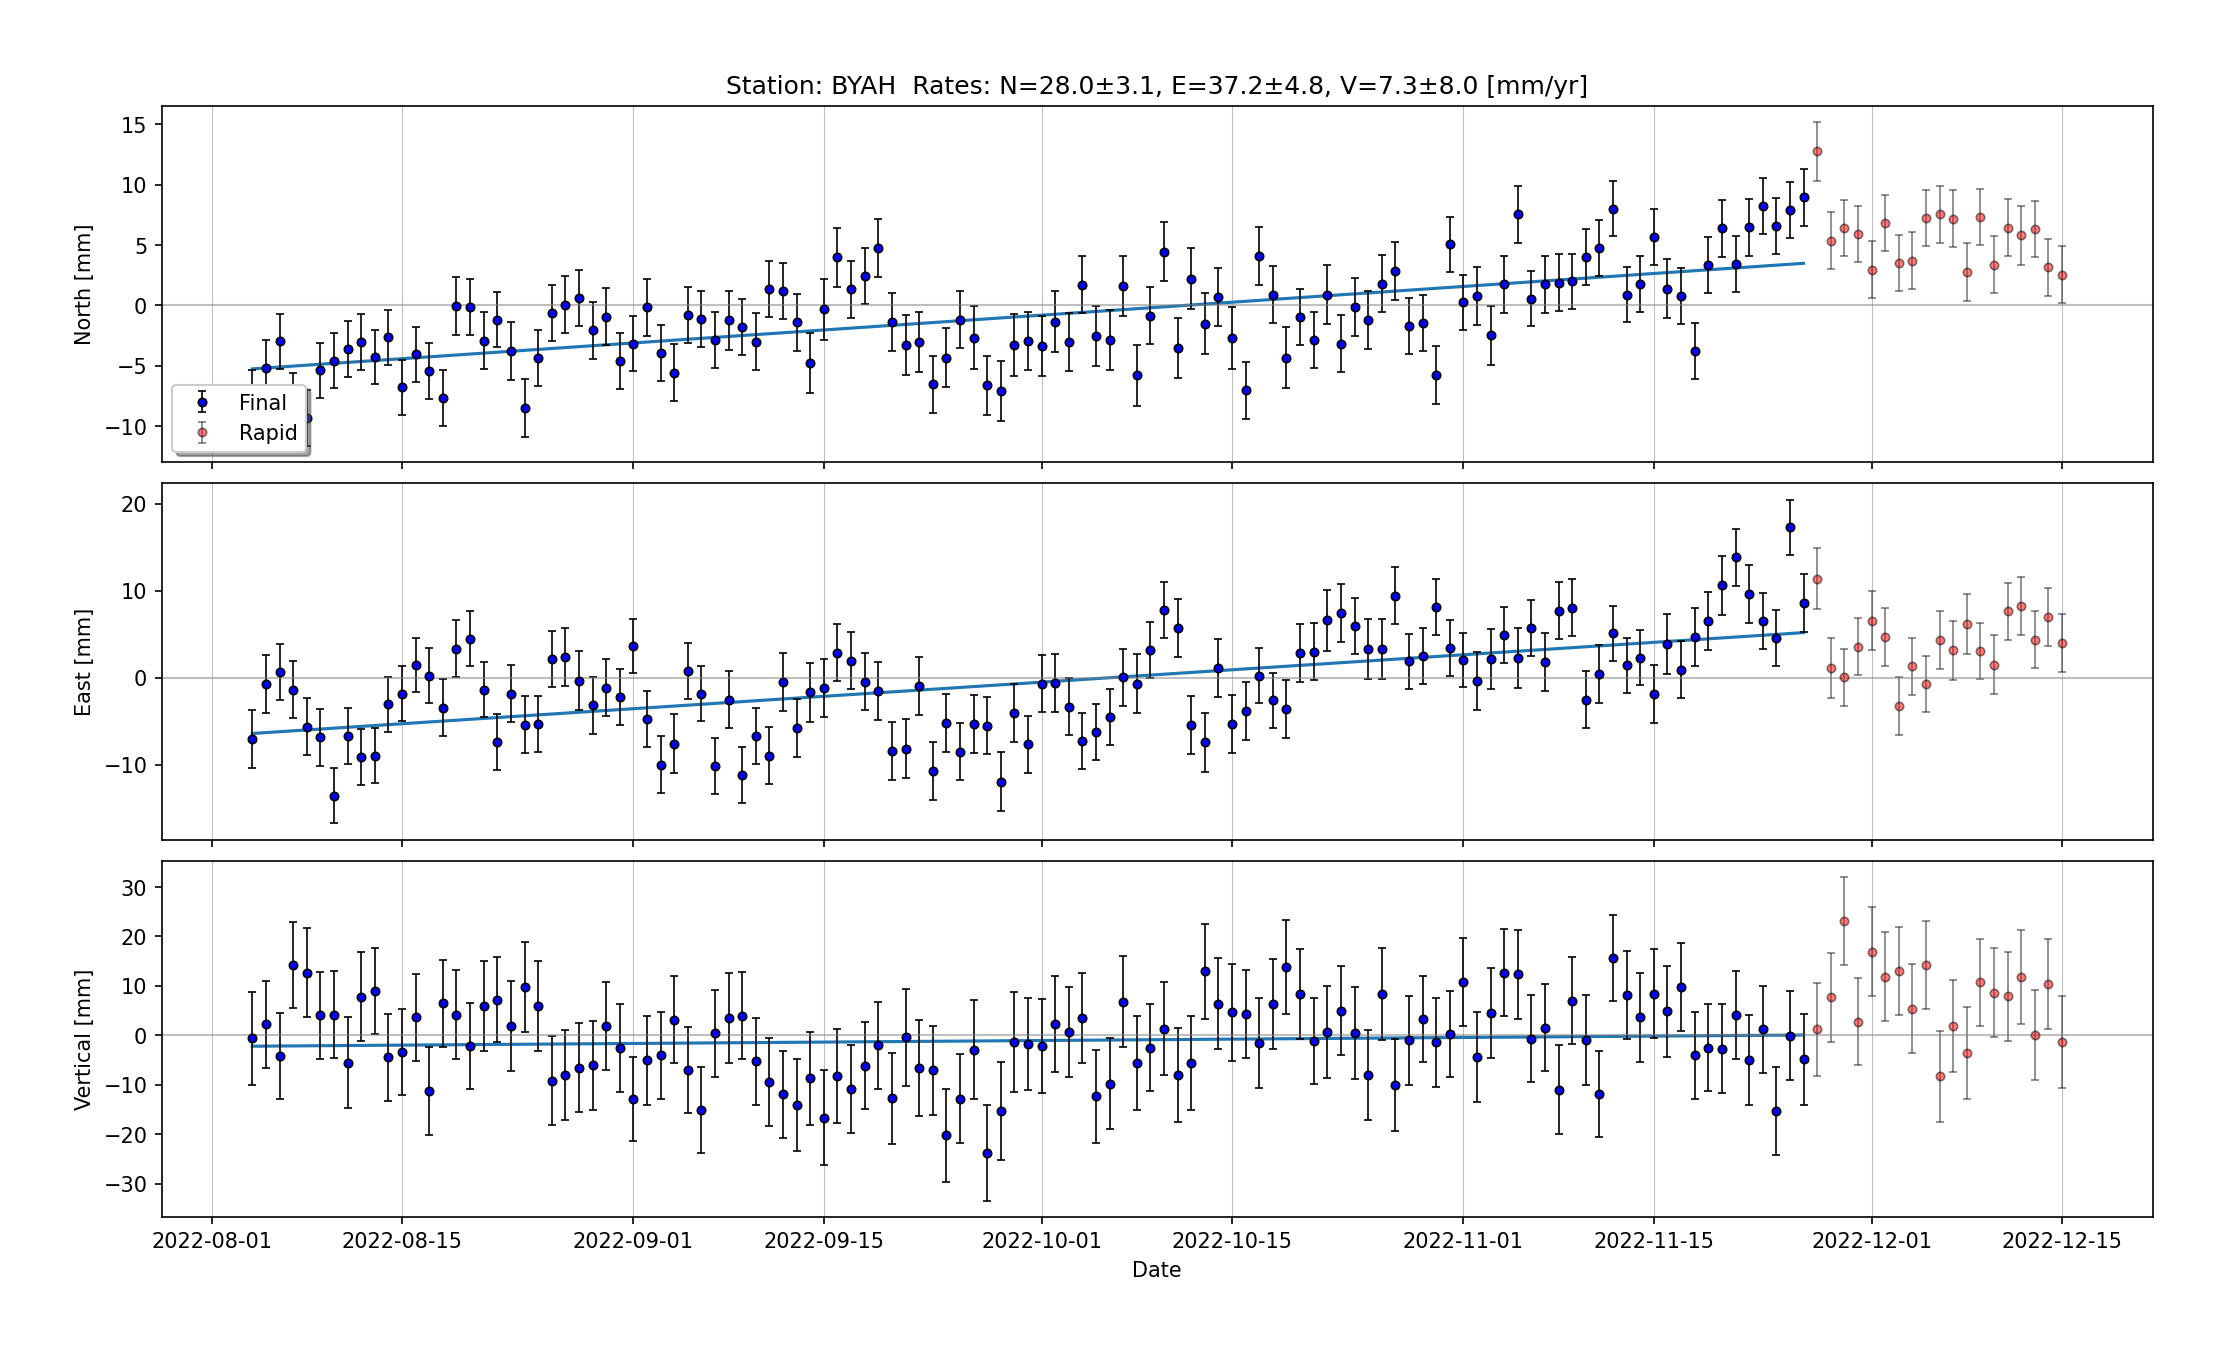 Station: BYAH  Rates: N=28.0±3.1, E=37.2±4.8, V=7.3±8.0 [mm/yr]
15
10
5
0
−5
−10
North [mm]
Final
Rapid
20
10
0
−10
East [mm]
30
20
10
0
−10
−20
−30
Vertical [mm]
2022-08-01 2022-08-15 2022-09-01 2022-09-15 2022-10-01 2022-10-15 2022-11-01 2022-11-15 2022-12-01 2022-12-15
Date